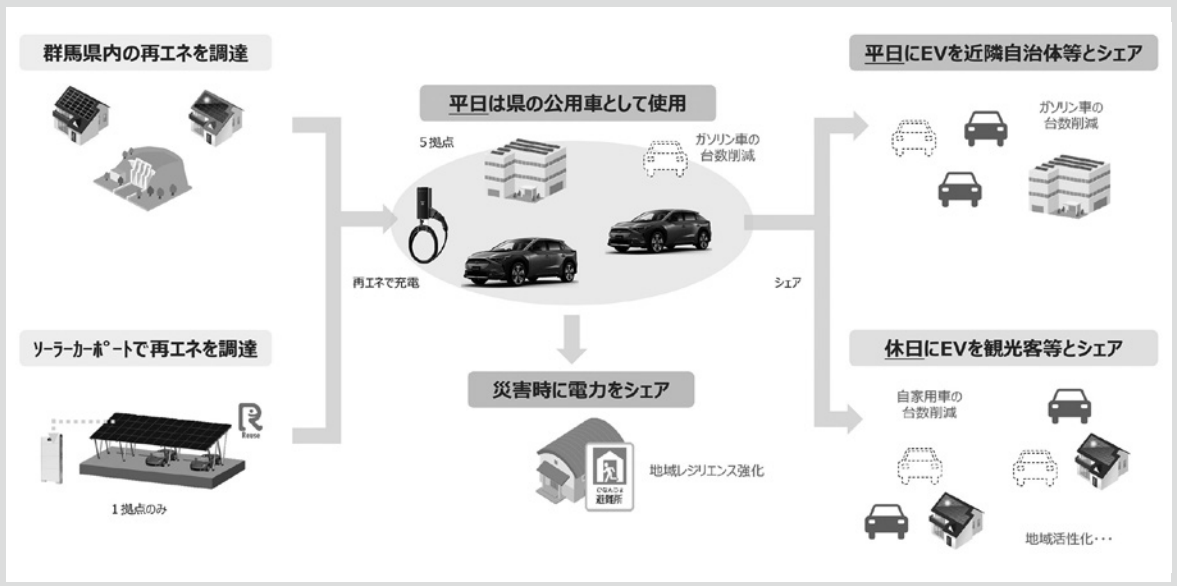 群馬県内の再エネを調達
ソーラーカーポートで再エネを調達
Reuse
1拠点のみ
平日は県の公用車として使用
5拠点
ガソリン車の
台数削減
再エネで充電
シェア
災害時に電力をシェア
ひなんじょ
避難所
地域レジリエンス強化
平日にEVを近隣自治体等とシェア
ガソリン車の
台数削減
休日にEVを観光客等とシェア
自家用車の
台数削減
地域活性化・・・